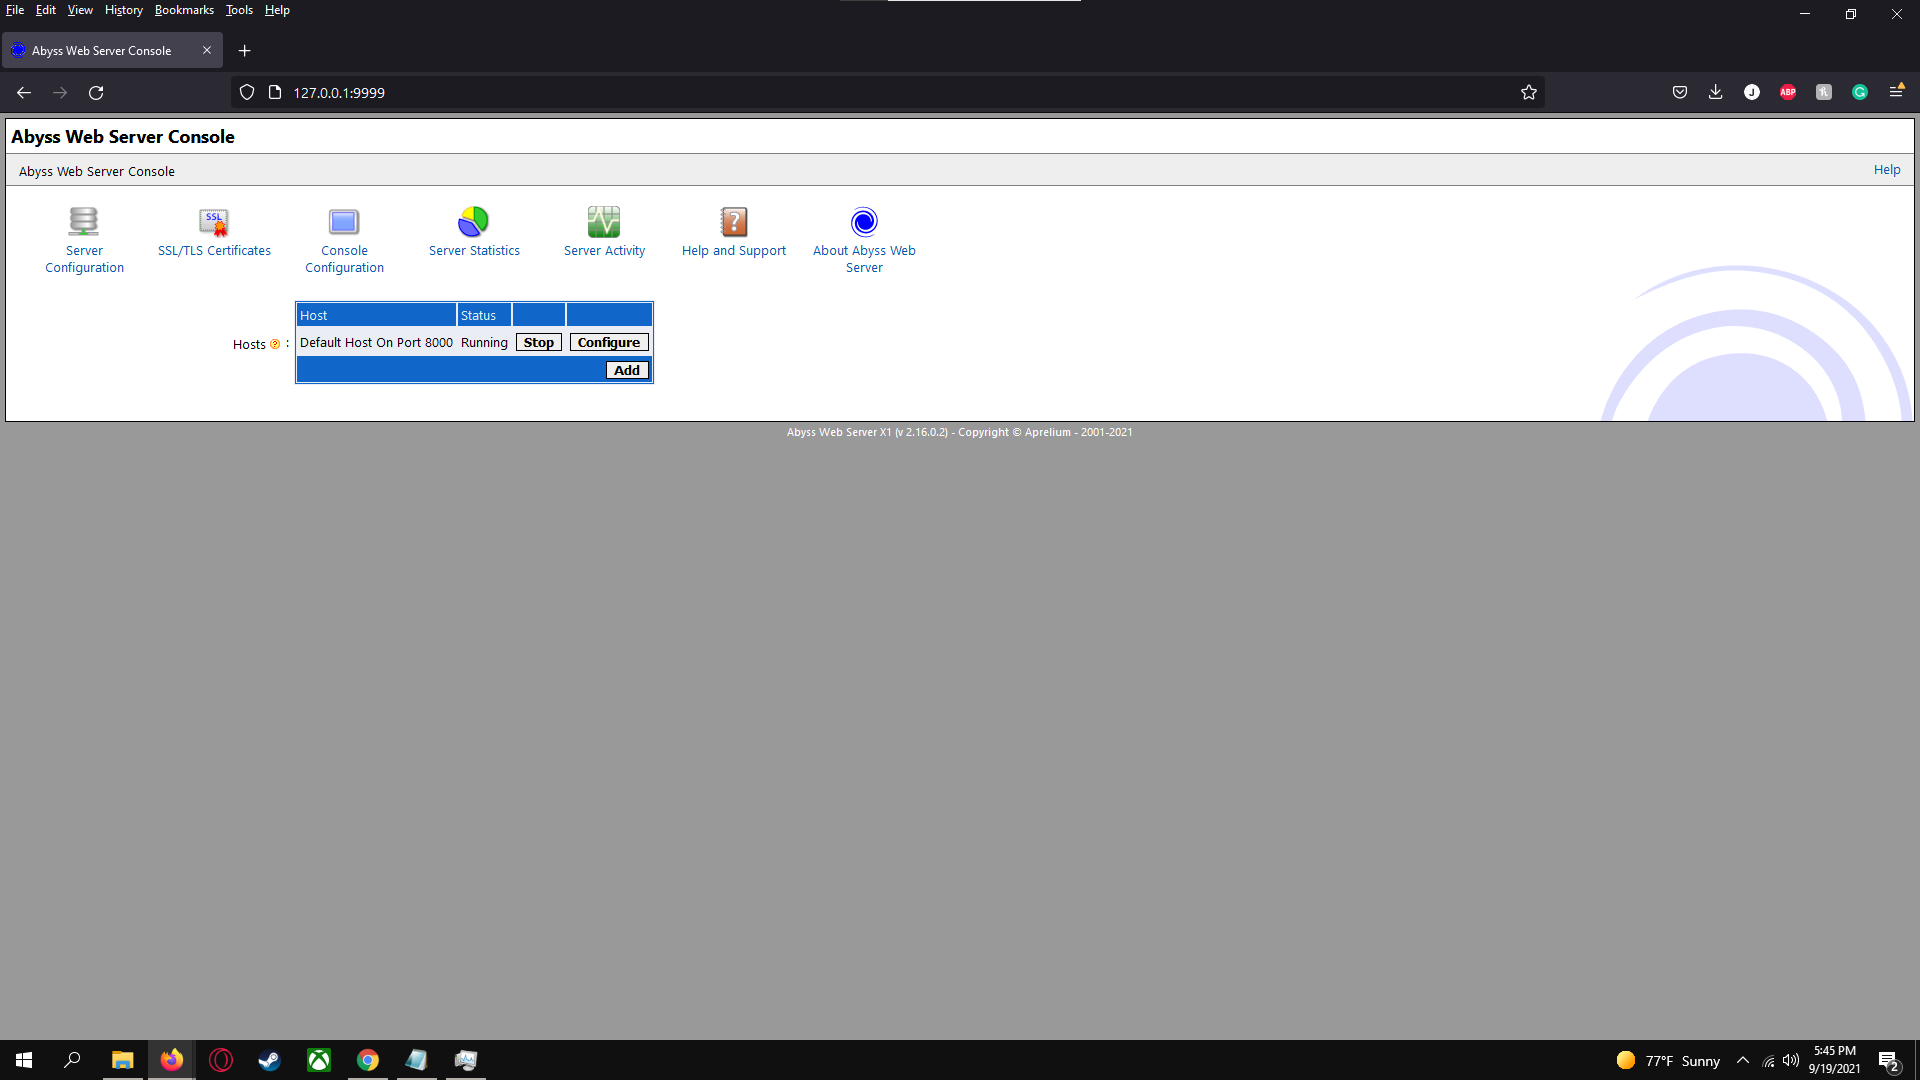 File Edit View History Bookmarks Tools Help
Abyss Web Server Console
127.0.0.1:9999
ABP
Abyss Web Server Console
Abyss Web Server Console
Help
SSL
Server Configuration
SSL/TLS Certificates
Console Configuration
Server Statistics
Server Activity
Help and Support
About Abyss Web Server
Host Status
Hosts ? : Default Host On Port 8000 Running Stop Configure
Add
Abyss Web Server X1 (v 2.16.0.2) - Copyright © Aprelium - 2001-2021
77°F Sunny
5:45 PM
9/19/2021
2